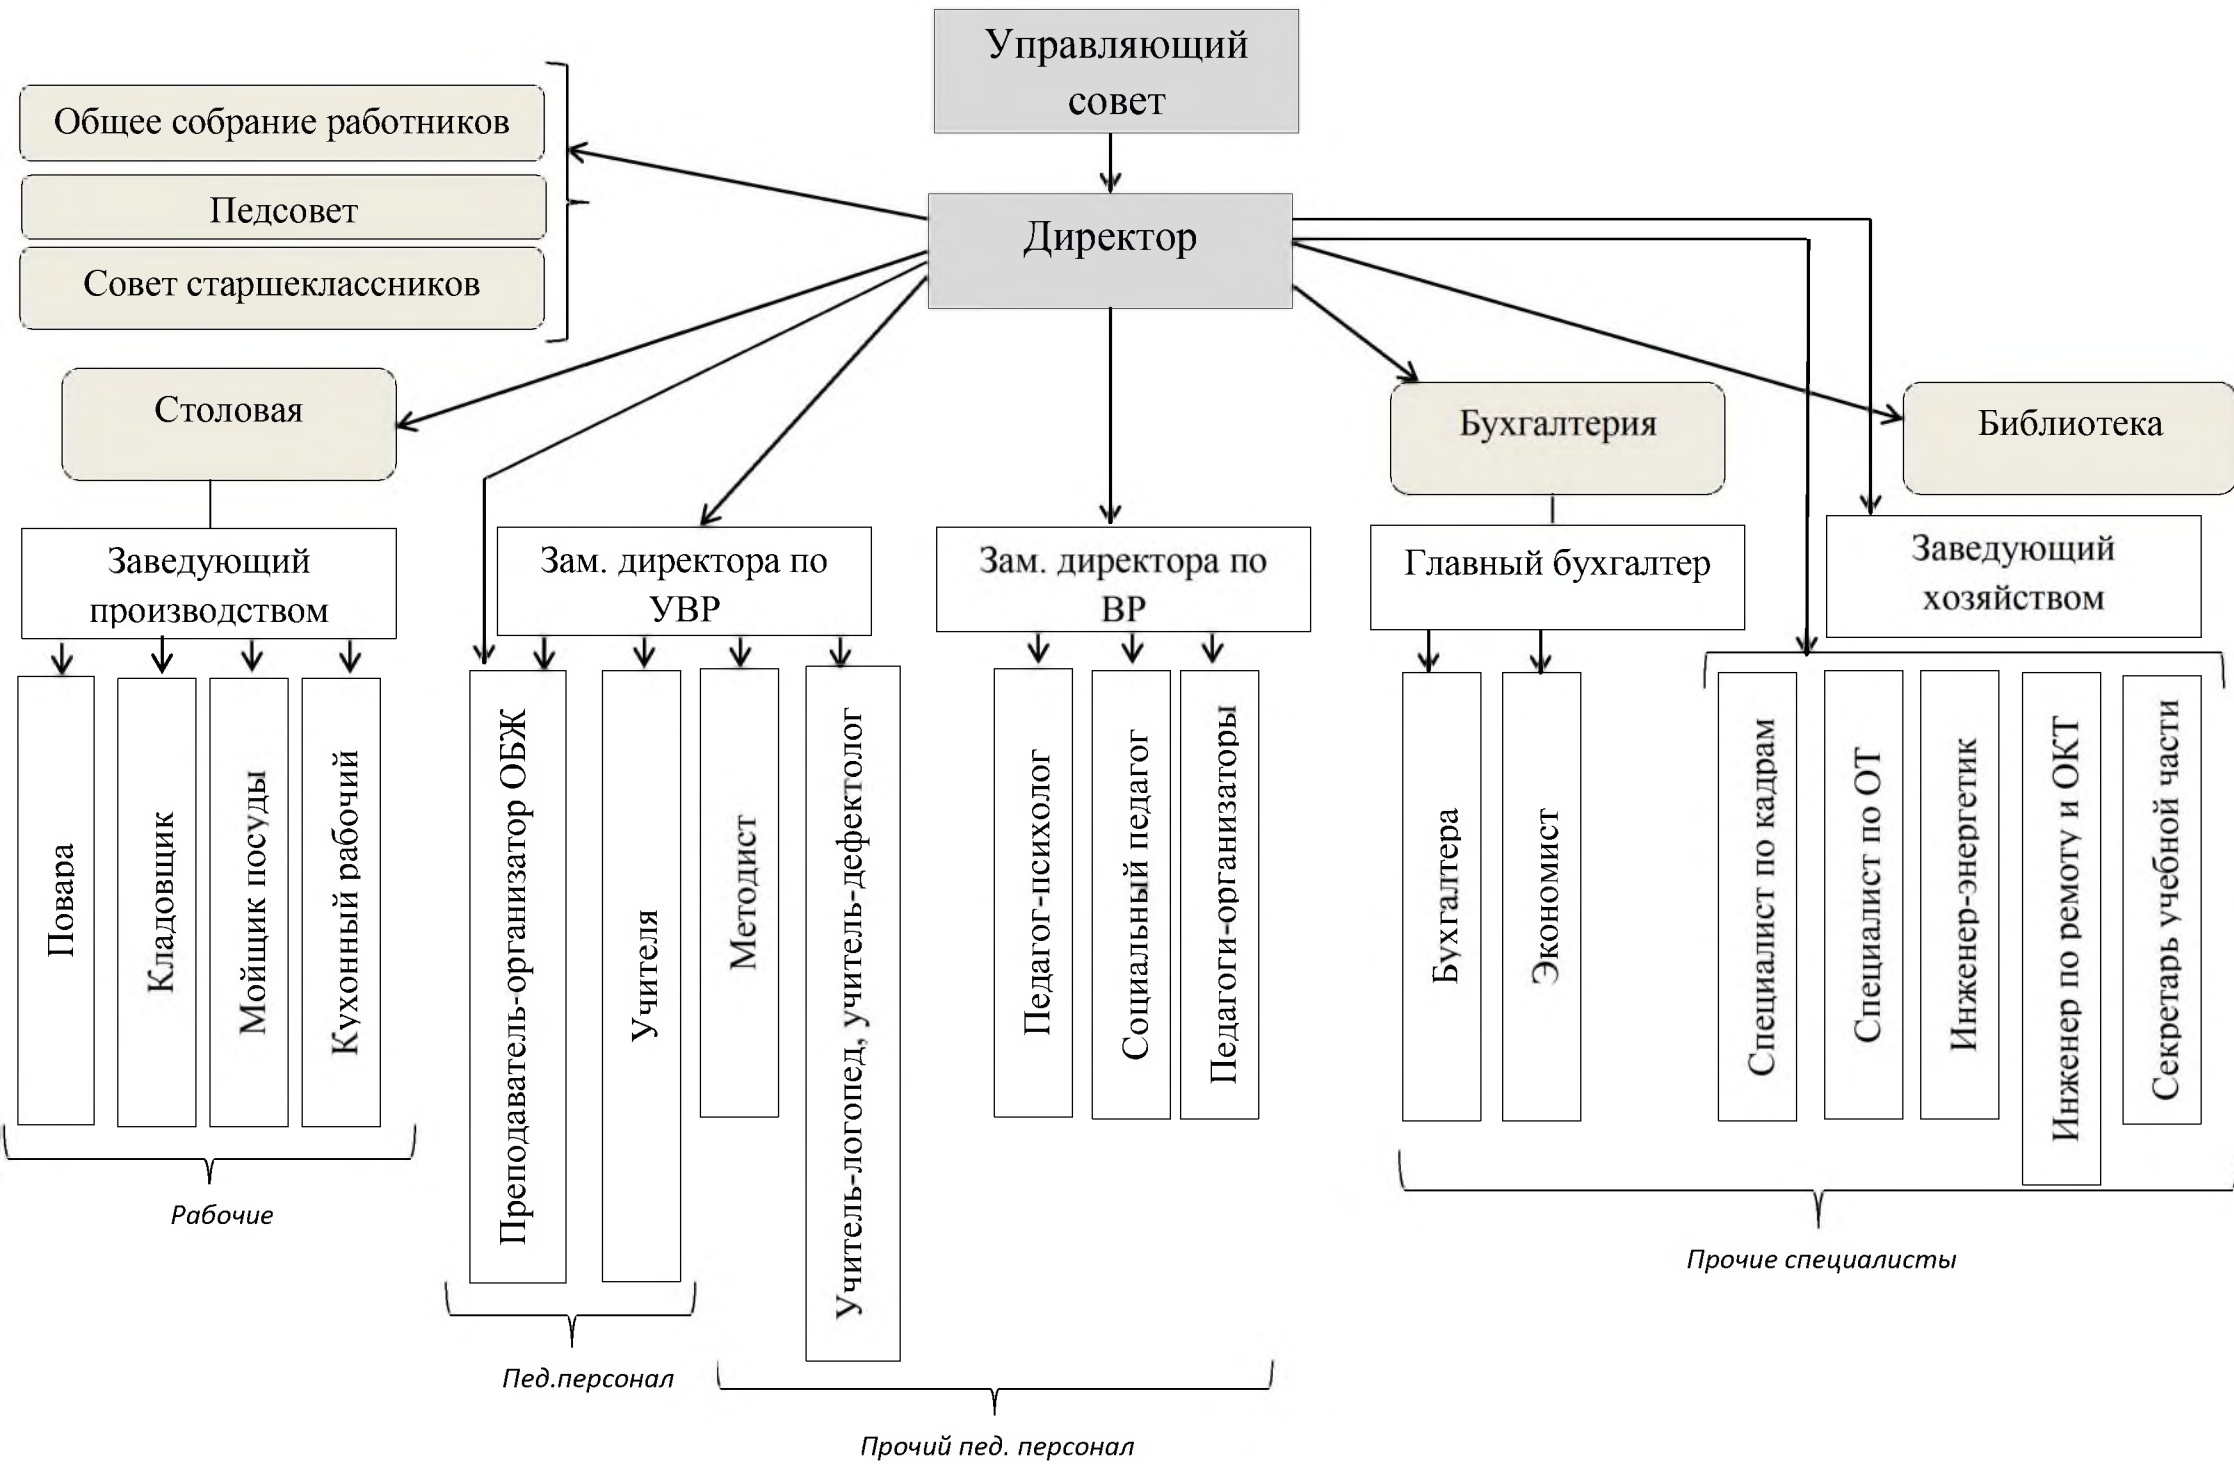 Управляющий
совет
Общее собрание работников
Педсовет
Совет старшеклассников
Директор
Столовая
Бухгалтерия
Библиотека
Заведующий
производством
Зам. директора по
УВР
Зам. директора по
ВР
Главный бухгалтер
Заведующий
хозяйством
Повара
Кладовщик
Мойщик посуды
Кухонный рабочий
Преподаватель-организатор ОБЖ
Учителя
Методист
Учитель-логопед, учитель-дефектолог
Педагог-психолог
Социальный педагог
Педагоги-организаторы
Бухгалтера
Экономист
Специалист по кадрам
Специалист по ОТ
Инженер-энергетик
Инженер по ремоту и ОКТ
Секретарь учебной части
Рабочие
Пед.персонал
Прочий пед. персонал
Прочие специалисты